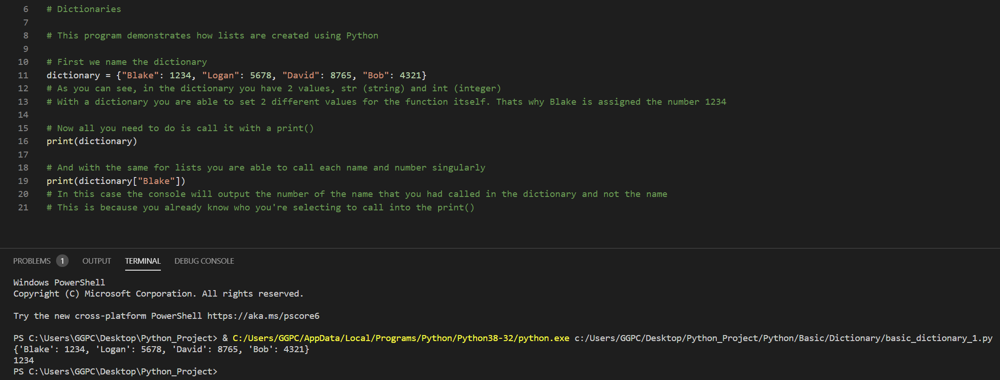 6 # Dictionaries
7
8 # This program demonstrates how lists are created using Python
9
10 # First we name the dictionary
11 dictionary = {"Blake": 1234, "Logan": 5678, "David": 8765, "Bob": 4321}
12 # As you can see, in the dictionary you have 2 values, str (string) and int (integer)
13 # With a dictionary you are able to set 2 different values for the function itself. Thats why Blake is assigned the number 1234
14
15 # Now all you need to do is call it with a print()
16 print(dictionary)
17
18 # And with the same for lists you are able to call each name and number singularly
19 print(dictionary["Blake"])
20 # In this case the console will output the number of the name that you had called in the dictionary and not the name
21 # This is because you already know who you're selecting to call into the print()
PROBLEMS 1 OUTPUT TERMINAL DEBUG CONSOLE
Windows PowerShell
Copyright (C) Microsoft Corporation. All rights reserved.
Try the new cross-platform PowerShell https://aka.ms/pscore6
PS C:\Users\GGPC\Desktop\Python_Project> & C:/Users/GGPC/AppData/Local/Programs/Python/Python38-32/python.exe c:/Users/GGPC/Desktop/Python_Project/Python/Basic/Dictionary/basic_dictionary_1.py
{'Blake': 1234, 'Logan': 5678, 'David': 8765, 'Bob': 4321}
1234
PS C:\Users\GGPC\Desktop\Python_Project>